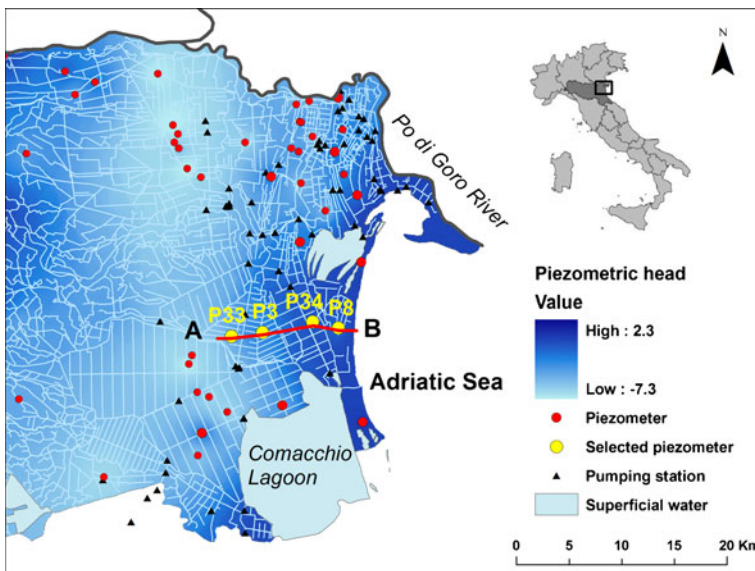 N
Po di Goro River
P33
P3
P34
P8
A
B
Adriatic Sea
Comacchio
Lagoon
Piezometric head
Value
High : 2.3
Low : -7.3
Piezometer
Selected piezometer
Pumping station
Superficial water
0 5 10 15 20 Km